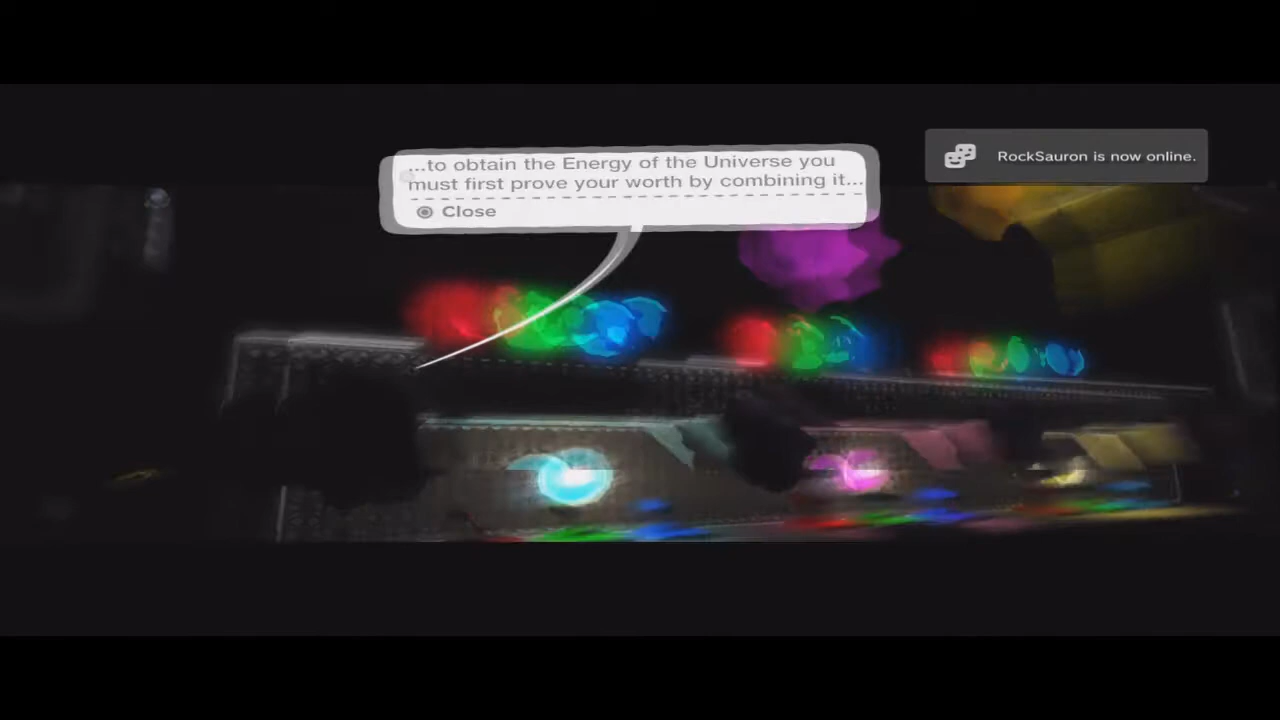 ...to obtain the Energy of the Universe you
must first prove your worth by combining it...
Close
RockSauron is now online.